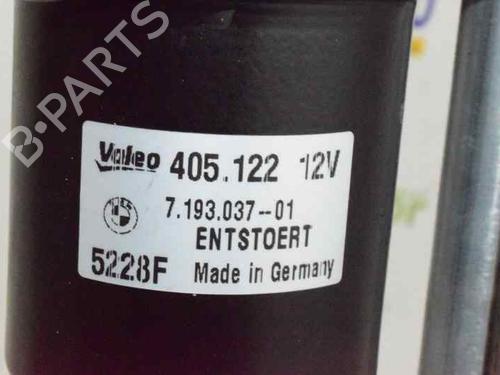 B-PARTS
Valeo 405.122 12V
7.193.037--01
ENTSTOERT
5228F Made in Germany